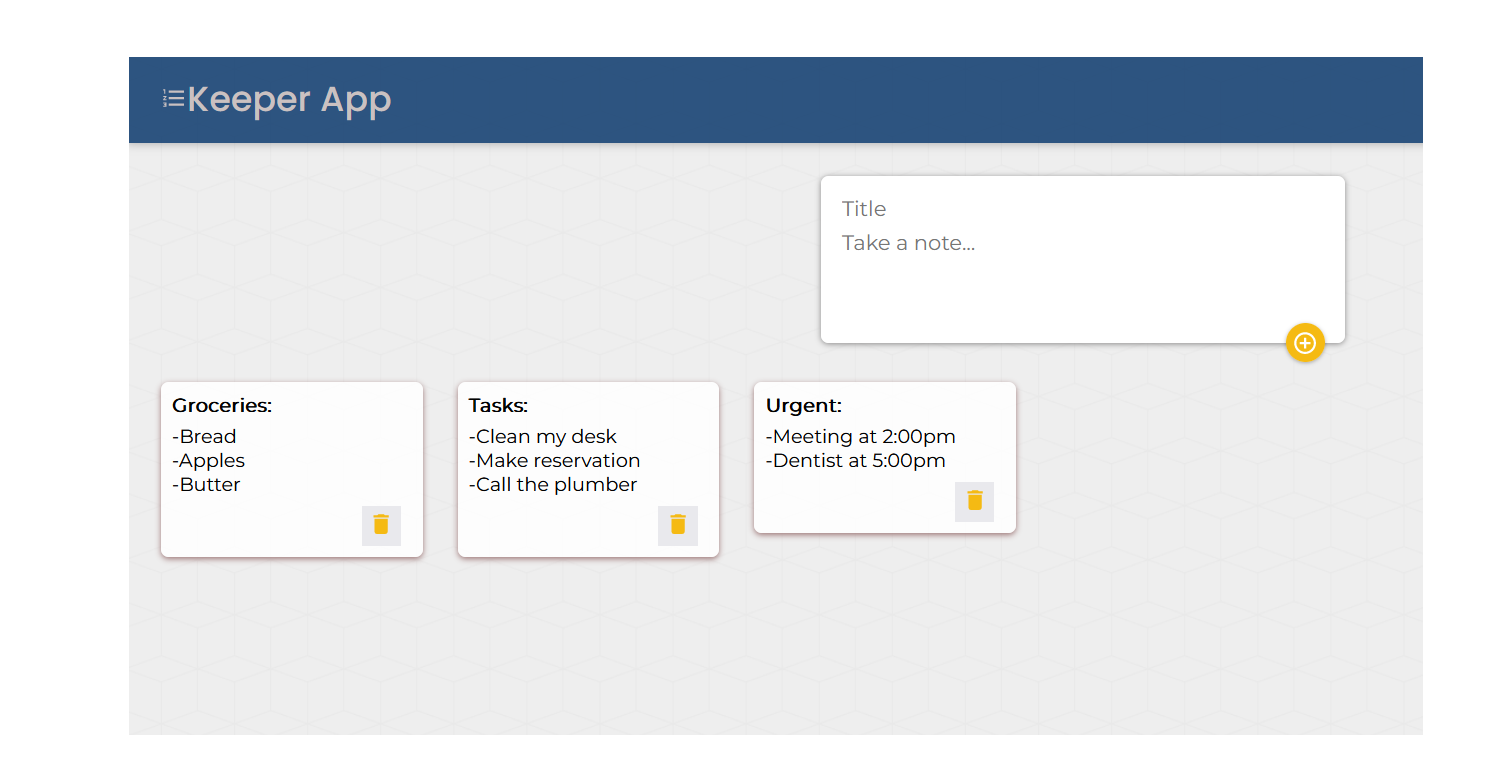 Keeper App
Title
Take a note...
Groceries:
-Bread
-Apples
-Butter
Tasks:
-Clean my desk
-Make reservation
-Call the plumber
Urgent:
-Meeting at 2:00pm
-Dentist at 5:00pm